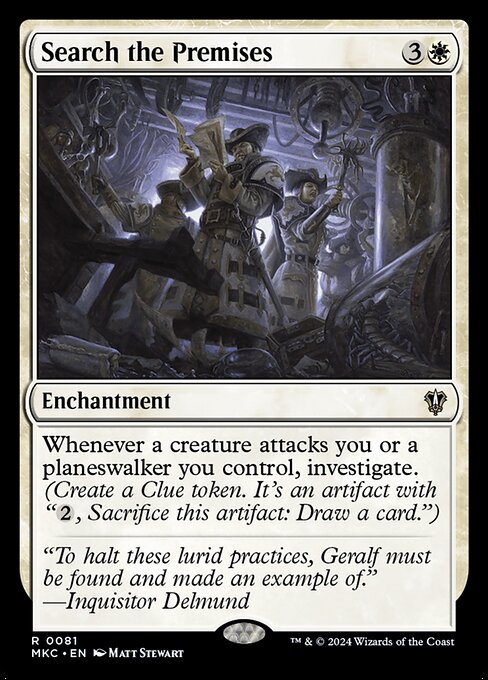 Search the Premises 3
Enchantment
Whenever a creature attacks you or a
planeswalker you control, investigate.
(Create a Clue token. It's an artifact with
“2, Sacrifice this artifact: Draw a card.”)
“To halt these lurid practices, Geralf must
be found and made an example of.”
—Inquisitor Delmund
R 0081
MKC • EN Matt Stewart
™ & © 2024 Wizards of the Coast